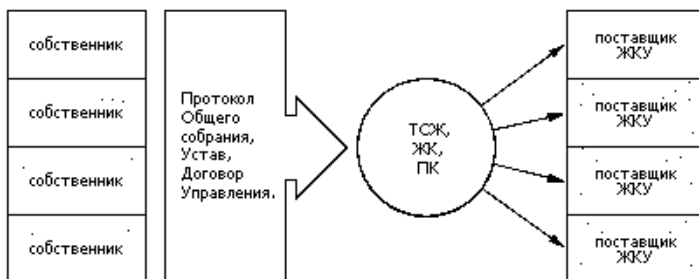 собственник
собственник
собственник
собственник
Протокол
Общего
собрания,
Устав,
Договор
Управления.
ТСЖ,
ЖК,
ПК
поставщик
ЖКУ
поставщик
ЖКУ
поставщик
ЖКУ
поставщик
ЖКУ